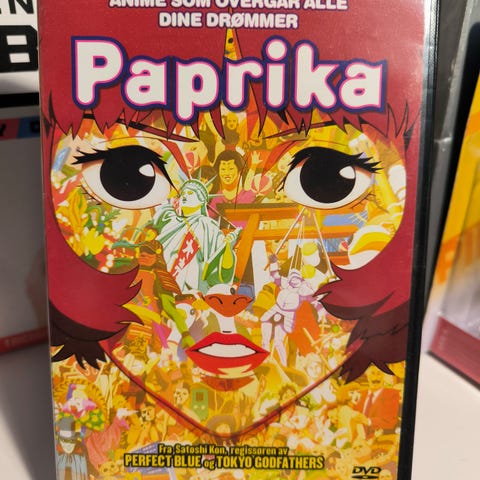 ANIME SOM OVERGÅR ALLE
DINE DRØMMER
Paprika
Fra Satoshi Kon, regissøren av
PERFECT BLUE og TOKYO GODFATHERS
DVD